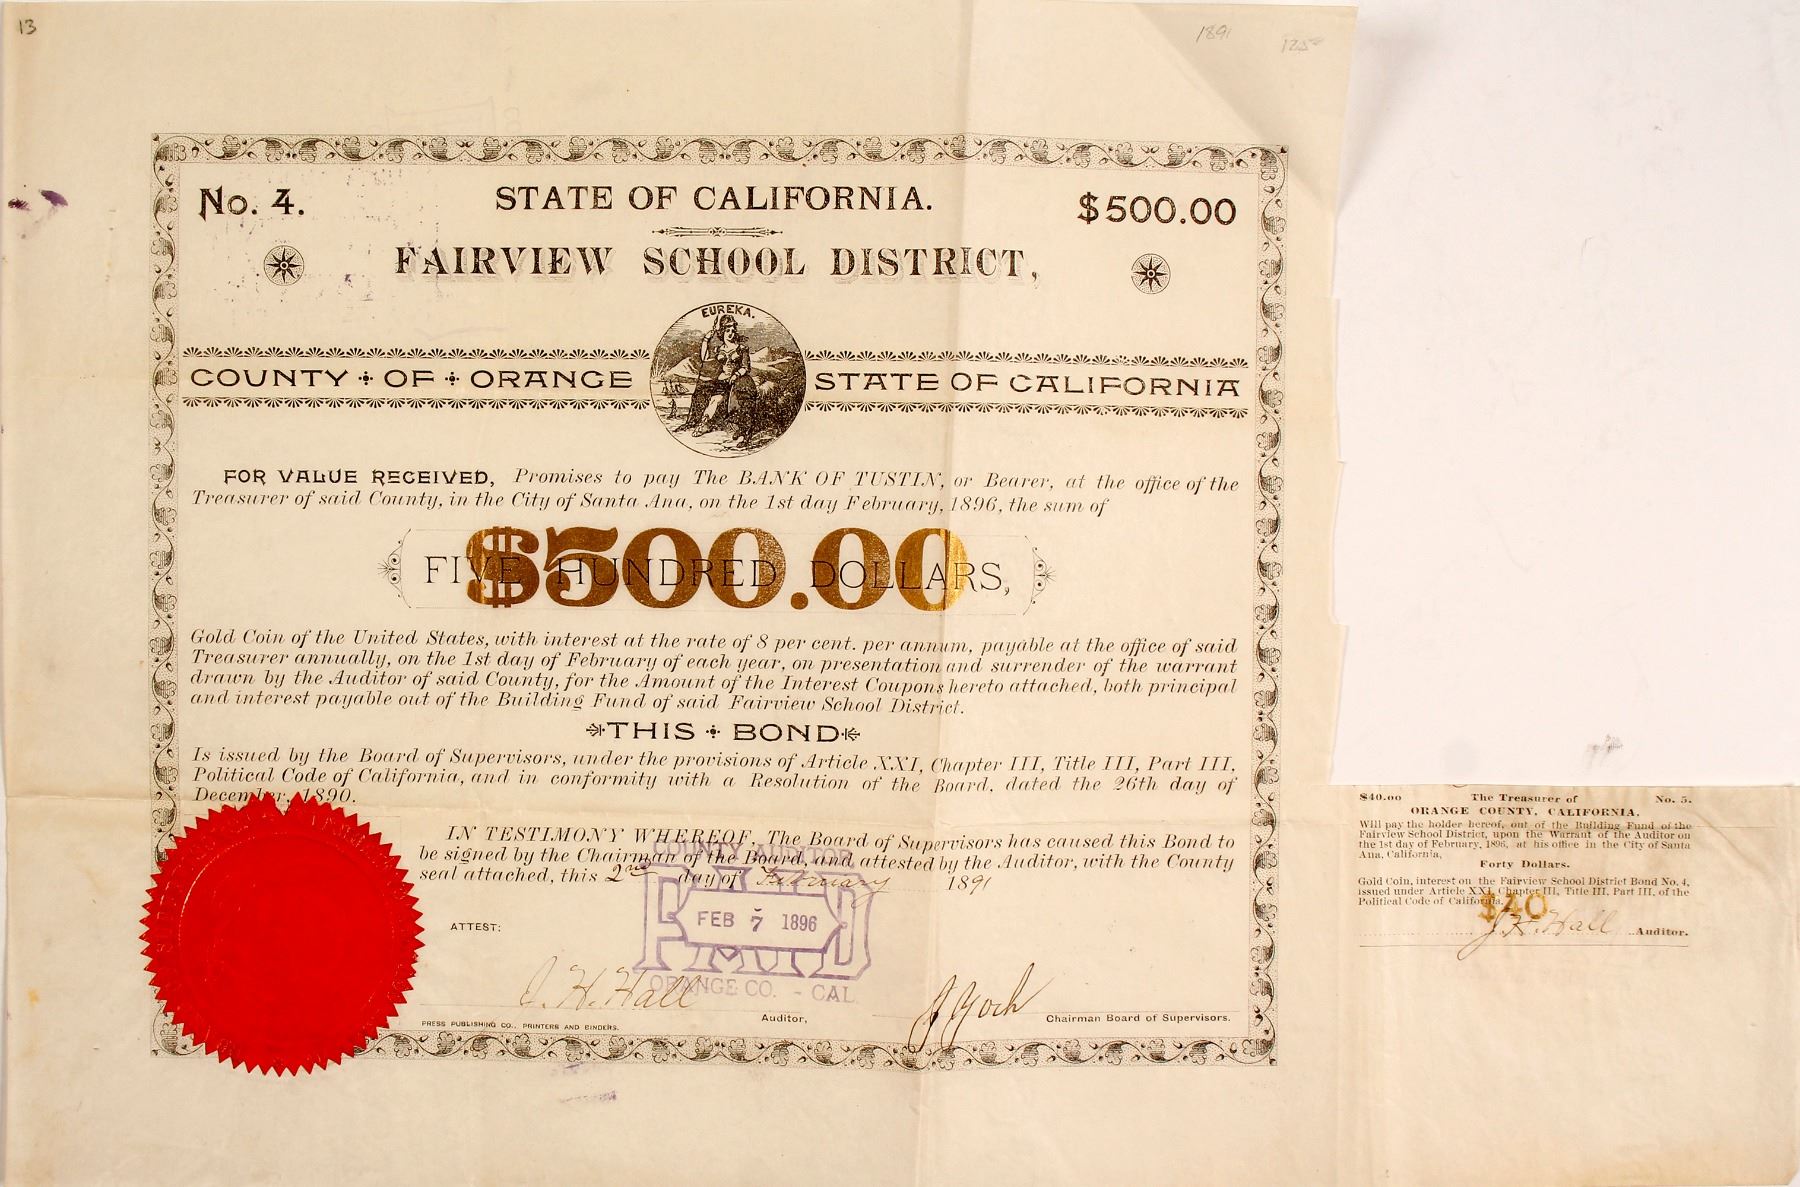 13
1891
No. 4.
STATE OF CALIFORNIA.
$500.00
FAIRVIEW SCHOOL DISTRICT,
EUREKA.
COUNTY OF ORANGE
STATE OF CALIFORNIA
FOR VALUE RECEIVED, Promises to pay The BANK OF TUSTIN, or Bearer, at the office of the
Treasurer of said County, in the City of Santa Ana, on the 1st day February, 1896, the sum of
$500.00
FIVE HUNDRED DOLLARS,
Gold Coin of the United States, with interest at the rate of 8 per cent. per annum, payable at the office of said
Treasurer annually, on the 1st day of February of each year, on presentation and surrender of the warrant
drawn by the Auditor of said County, for the Amount of the Interest Coupons hereto attached, both principal
and interest payable out of the Building Fund of said Fairview School District.
THIS BOND
Is issued by the Board of Supervisors, under the provisions of Article XXI, Chapter III, Title III, Part III,
Political Code of California, and in conformity with a Resolution of the Board, dated the 26th day of
December, 1890.
IN TESTIMONY WHEREOF, The Board of Supervisors has caused this Bond to
be signed by the Chairman of the Board, and attested by the Auditor, with the County
seal attached, this 2nd day of February 1891
COUNTY AUDITOR
PAID
FEB 7 1896
ORANGE CO. - CAL
ATTEST:
J. H. Hall
Auditor,
J Yoch
Chairman Board of Supervisors.
PRESS PUBLISHING CO., PRINTERS AND BINDERS.
$40.00 The Treasurer of No. 5.
ORANGE COUNTY, CALIFORNIA.
Will pay the holder hereof, out of the Building Fund of the
Fairview School District, upon the Warrant of the Auditor on
the 1st day of February, 1896, at his office in the City of Santa
Ana, California,
Forty Dollars.
Gold Coin, interest on the Fairview School District Bond No. 4,
issued under Article XXI, Chapter III, Title III, Part III, of the
Political Code of California.
$40
J. H. Hall Auditor.